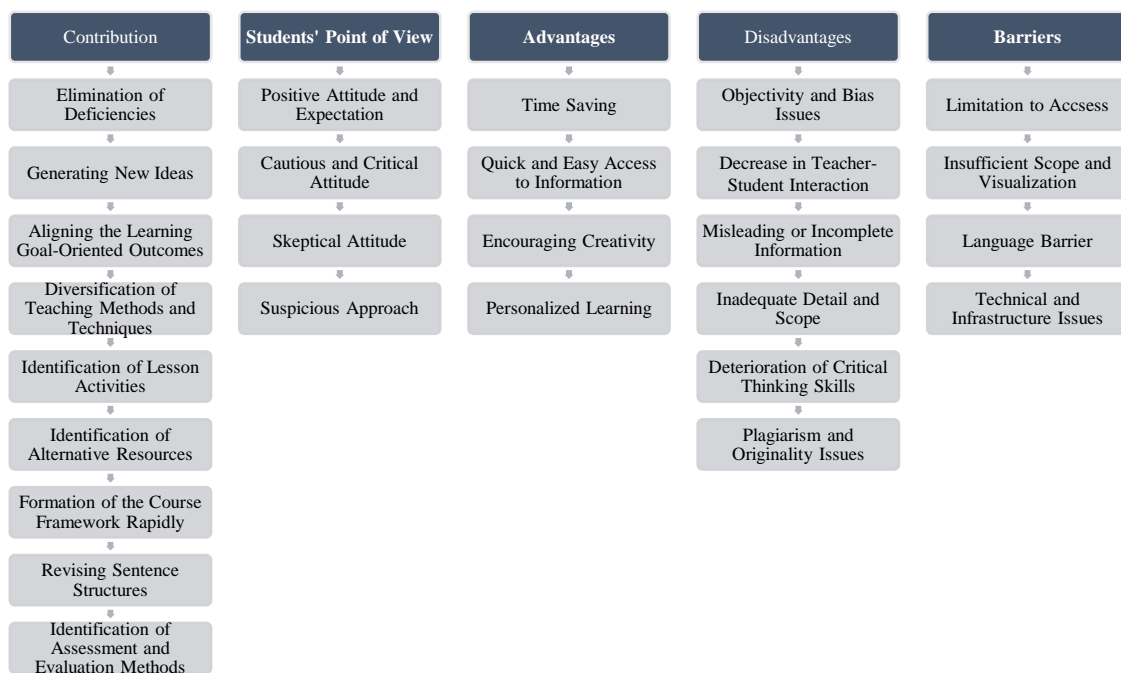 Contribution
Elimination of
Deficiencies
Generating New Ideas
Aligning the Learning
Goal-Oriented Outcomes
Diversification of
Teaching Methods and
Techniques
Identification of Lesson
Activities
Identification of
Alternative Resources
Formation of the Course
Framework Rapidly
Revising Sentence
Structures
Identification of
Assessment and
Evaluation Methods
Students' Point of View
Positive Attitude and
Expectation
Cautious and Critical
Attitude
Skeptical Attitude
Suspicious Approach
Advantages
Time Saving
Quick and Easy Access
to Information
Encouraging Creativity
Personalized Learning
Disadvantages
Objectivity and Bias
Issues
Decrease in Teacher-
Student Interaction
Misleading or Incomplete
Information
Inadequate Detail and
Scope
Deterioration of Critical
Thinking Skills
Plagiarism and
Originality Issues
Barriers
Limitation to Accsess
Insufficient Scope and
Visualization
Language Barrier
Technical and
Infrastructure Issues